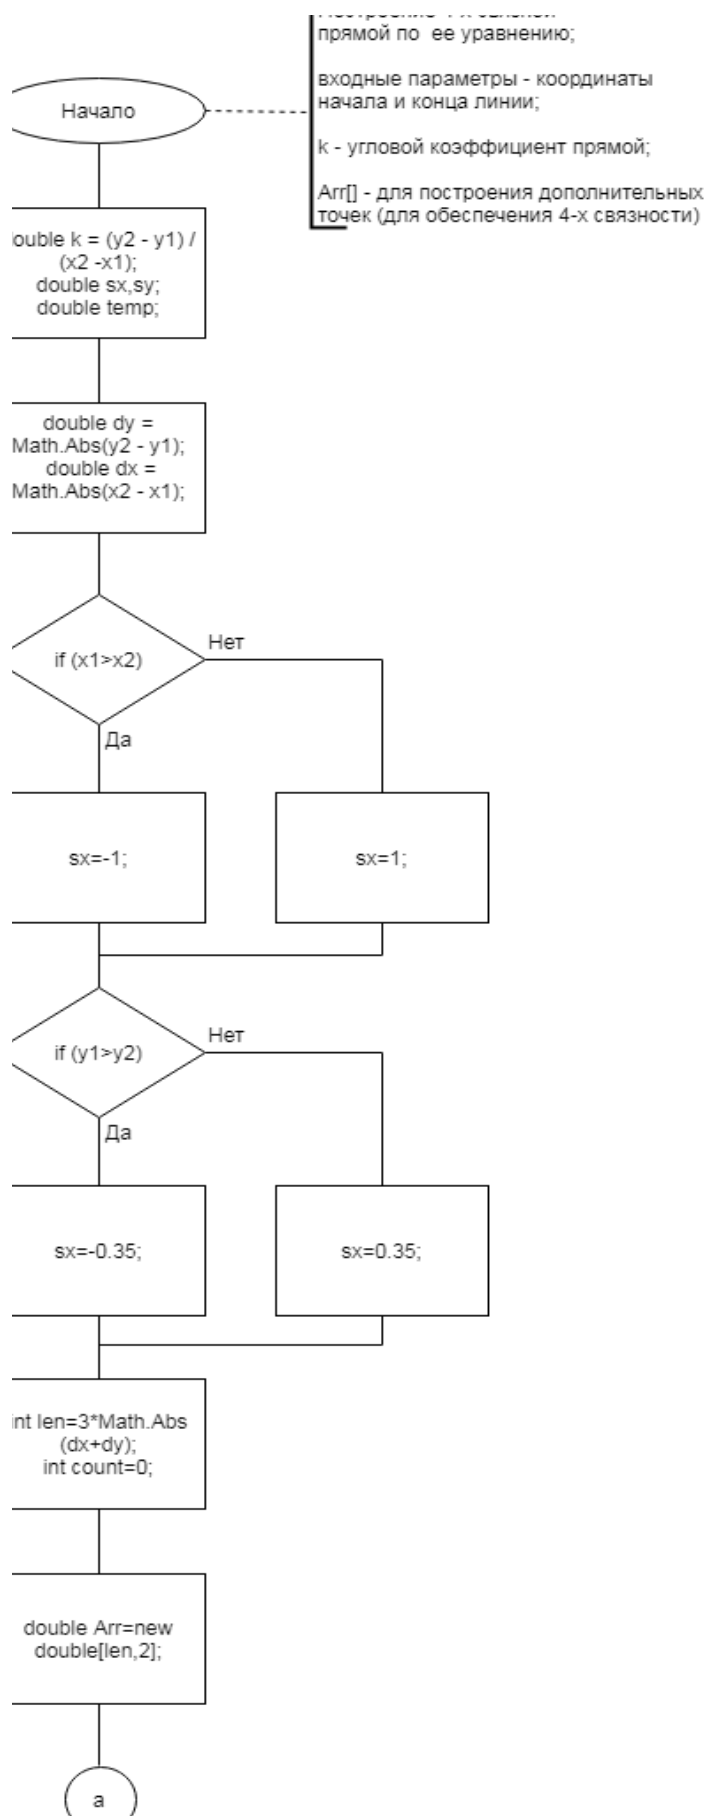 прямой по ее уравнению;
входные параметры - координаты
начала и конца линии;
k - угловой коэффициент прямой;
Arr[] - для построения дополнительных
точек (для обеспечения 4-х связности)
Начало
ouble k = (y2 - y1) /
(x2 -x1);
double sx,sy;
double temp;
double dy =
Math.Abs(y2 - y1);
double dx =
Math.Abs(x2 - x1);
if (x1>x2)
Нет
Да
sx=-1;
sx=1;
if (y1>y2)
Нет
Да
sx=-0.35;
sx=0.35;
int len=3*Math.Abs
(dx+dy);
int count=0;
double Arr=new
double[len,2];
a